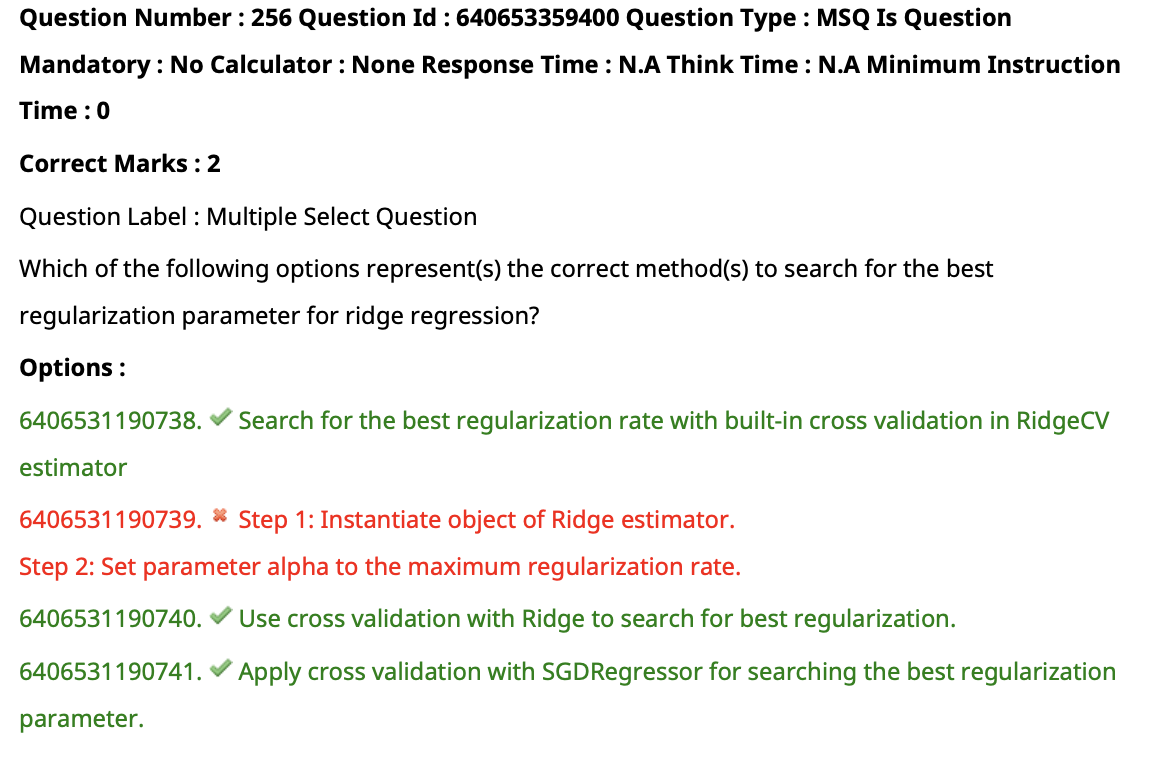 Question Number : 256 Question Id : 640653359400 Question Type : MSQ Is Question
Mandatory : No Calculator : None Response Time : N.A Think Time : N.A Minimum Instruction
Time : 0
Correct Marks : 2
Question Label : Multiple Select Question
Which of the following options represent(s) the correct method(s) to search for the best
regularization parameter for ridge regression?
Options :
6406531190738. ✔ Search for the best regularization rate with built-in cross validation in RidgeCV
estimator
6406531190739. ✖ Step 1: Instantiate object of Ridge estimator.
Step 2: Set parameter alpha to the maximum regularization rate.
6406531190740. ✔ Use cross validation with Ridge to search for best regularization.
6406531190741. ✔ Apply cross validation with SGDRegressor for searching the best regularization
parameter.